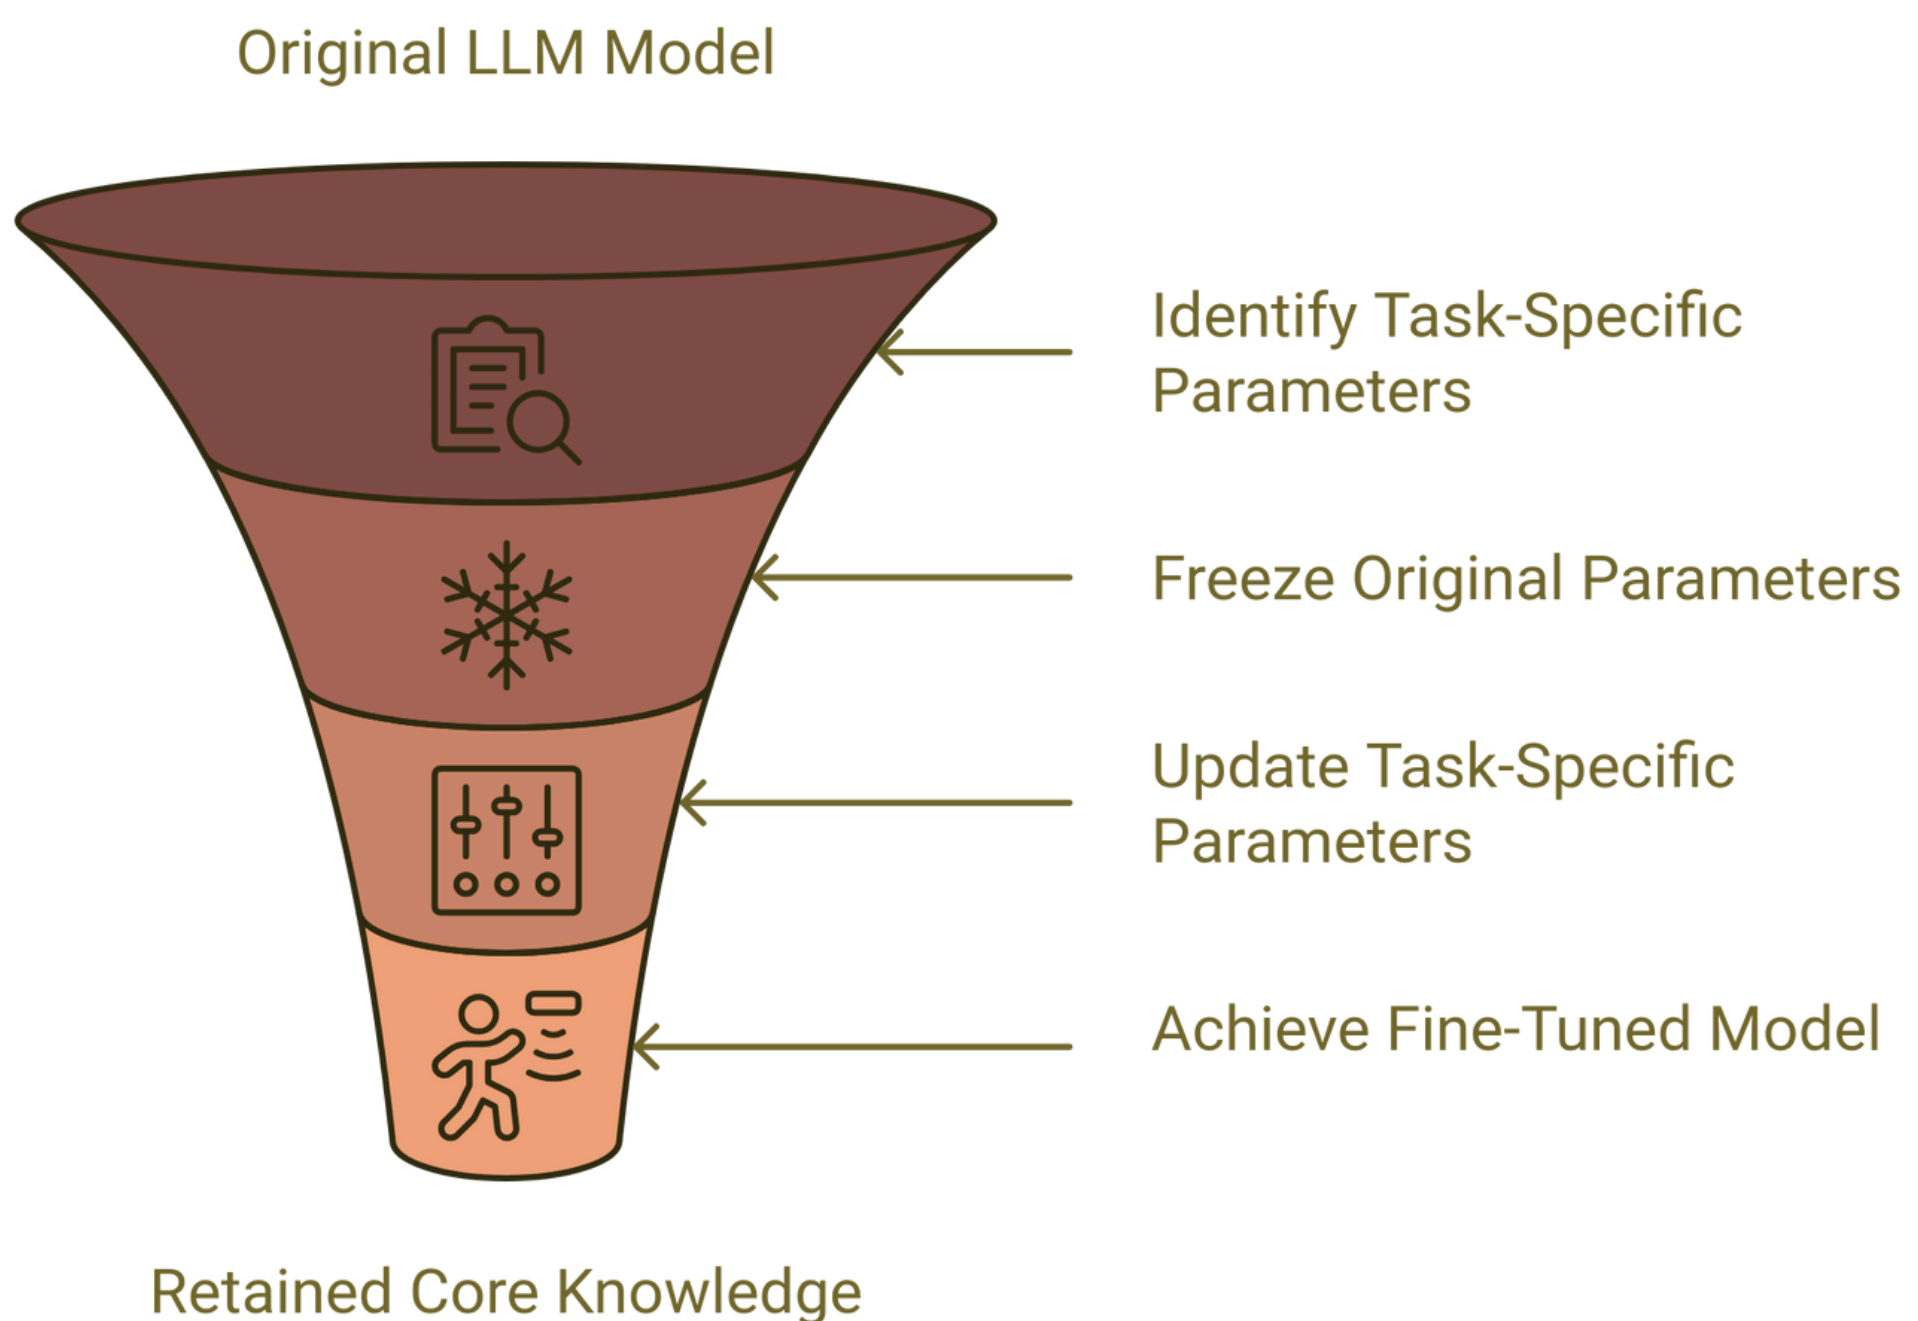 Original LLM Model
Identify Task-Specific
Parameters
Freeze Original Parameters
Update Task-Specific
Parameters
Achieve Fine-Tuned Model
Retained Core Knowledge